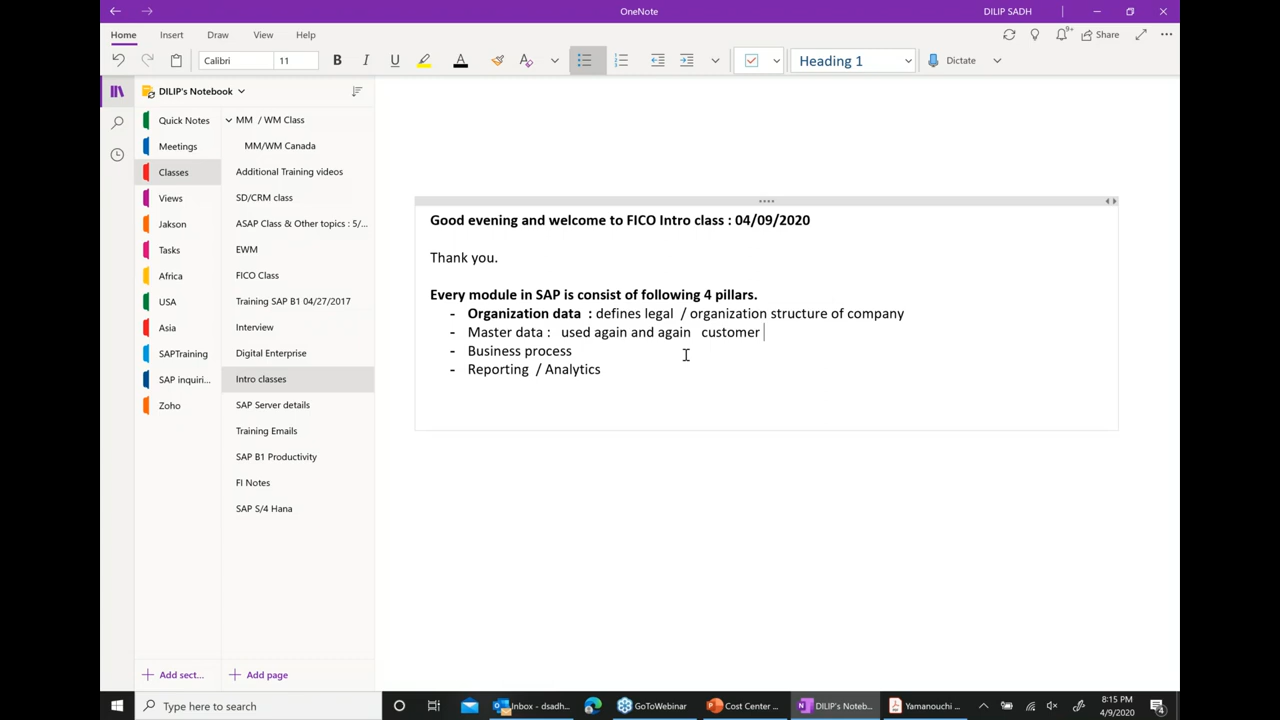 OneNote
DILIP SADH
Home
Insert
Draw
View
Help
9+
Share
Calibri
11
B
I
U
A
Heading 1
Dictate
DILIP's Notebook
Quick Notes
Meetings
Classes
Views
Jakson
Tasks
Africa
USA
Asia
SAPTraining
SAP inquiri...
Zoho
Add sect...
MM / WM Class
MM/WM Canada
Additional Training videos
SD/CRM class
ASAP Class & Other topics : 5/...
EWM
FICO Class
Training SAP B1 04/27/2017
Interview
Digital Enterprise
Intro classes
SAP Server details
Training Emails
SAP B1 Productivity
FI Notes
SAP S/4 Hana
Add page
Good evening and welcome to FICO Intro class : 04/09/2020
Thank you.
Every module in SAP is consist of following 4 pillars.
- Organization data : defines legal / organization structure of company
- Master data : used again and again customer
- Business process
- Reporting / Analytics
Type here to search
Inbox - dsadh...
GoToWebinar
Cost Center ...
DILIP's Noteb...
Yamanouchi ...
8:15 PM
4/9/2020
4